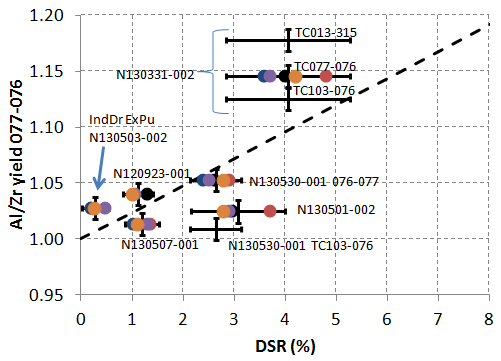 1.20
TC013-315
1.15
TC077-076
N130331-002
TC103-076
IndDrExPu
1.10
N130503-002
N120923-001
1.05
N130530-001 076-077
N130501-002
1.00
N130507-001
N130530-001 TC103-076
0.95
0 1 2 3 4 5 6 7 8
DSR (%)
Al/Zr yield 077-076